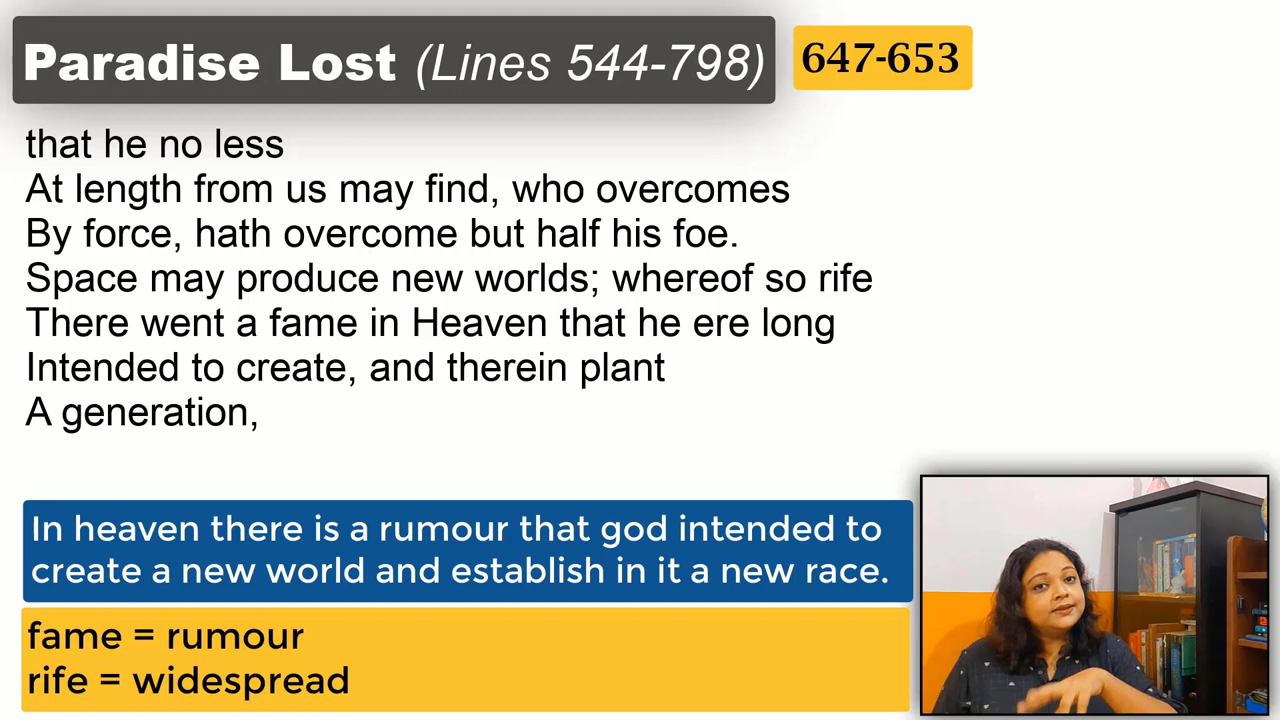 Paradise Lost (Lines 544-798)
647-653
that he no less
At length from us may find, who overcomes
By force, hath overcome but half his foe.
Space may produce new worlds; whereof so rife
There went a fame in Heaven that he ere long
Intended to create, and therein plant
A generation,
In heaven there is a rumour that god intended to
create a new world and establish in it a new race.
fame = rumour
rife = widespread